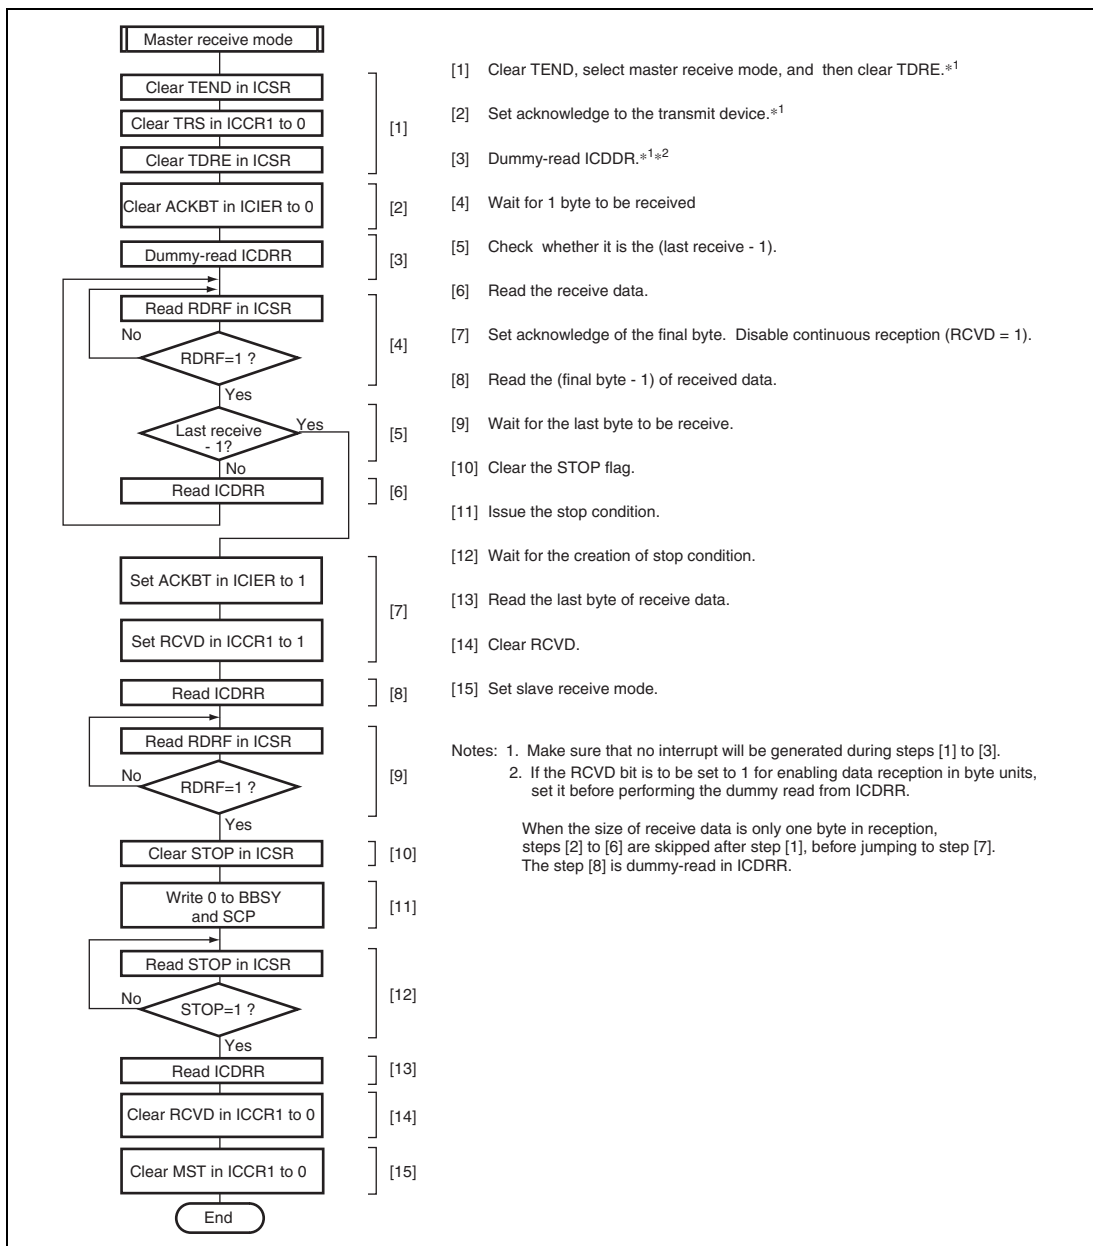 Master receive mode
Clear TEND in ICSR
Clear TRS in ICCR1 to 0
Clear TDRE in ICSR
[1]
Clear ACKBT in ICIER to 0
[2]
Dummy-read ICDRR
[3]
Read RDRF in ICSR
No
RDRF=1 ?
[4]
Yes
Last receive
- 1?
Yes
[5]
No
Read ICDRR
[6]
Set ACKBT in ICIER to 1
[7]
Set RCVD in ICCR1 to 1
Read ICDRR
[8]
Read RDRF in ICSR
No
RDRF=1 ?
[9]
Yes
Clear STOP in ICSR
[10]
Write 0 to BBSY
and SCP
[11]
Read STOP in ICSR
No
STOP=1 ?
[12]
Yes
Read ICDRR
[13]
Clear RCVD in ICCR1 to 0
[14]
Clear MST in ICCR1 to 0
[15]
End
[1] Clear TEND, select master receive mode, and then clear TDRE.*1
[2] Set acknowledge to the transmit device.*1
[3] Dummy-read ICDDR.*1*2
[4] Wait for 1 byte to be received
[5] Check whether it is the (last receive - 1).
[6] Read the receive data.
[7] Set acknowledge of the final byte. Disable continuous reception (RCVD = 1).
[8] Read the (final byte - 1) of received data.
[9] Wait for the last byte to be receive.
[10] Clear the STOP flag.
[11] Issue the stop condition.
[12] Wait for the creation of stop condition.
[13] Read the last byte of receive data.
[14] Clear RCVD.
[15] Set slave receive mode.
Notes: 1. Make sure that no interrupt will be generated during steps [1] to [3].
2. If the RCVD bit is to be set to 1 for enabling data reception in byte units,
set it before performing the dummy read from ICDRR.
When the size of receive data is only one byte in reception,
steps [2] to [6] are skipped after step [1], before jumping to step [7].
The step [8] is dummy-read in ICDRR.